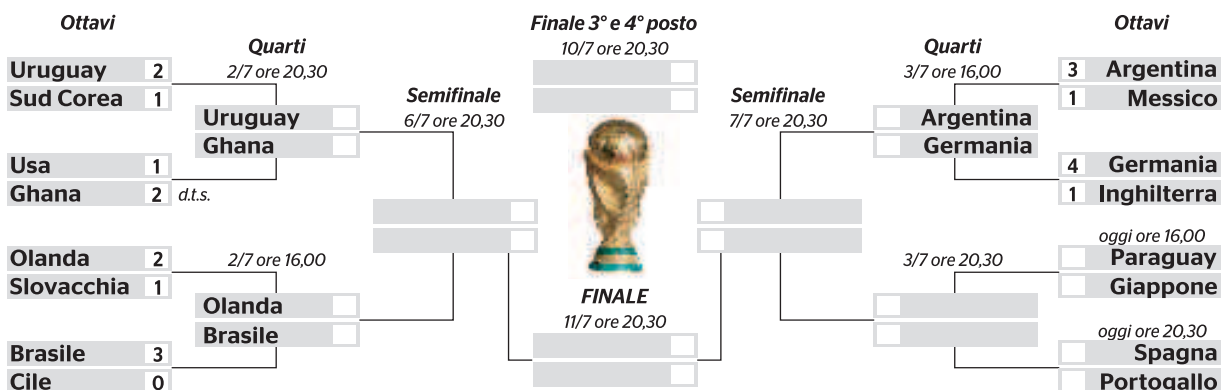 Ottavi
Quarti
2/7 ore 20,30
Uruguay 2
Sud Corea 1
Uruguay
Ghana
Usa 1
Ghana 2 d.t.s.
Olanda 2
Slovacchia 1
2/7 ore 16,00
Olanda
Brasile
Brasile 3
Cile 0
Semifinale
6/7 ore 20,30
Finale 3° e 4° posto
10/7 ore 20,30
FINALE
11/7 ore 20,30
Semifinale
7/7 ore 20,30
Quarti
3/7 ore 16,00
Argentina
Germania
3/7 ore 20,30
Ottavi
3 Argentina
1 Messico
4 Germania
1 Inghilterra
oggi ore 16,00
Paraguay
Giappone
oggi ore 20,30
Spagna
Portogallo